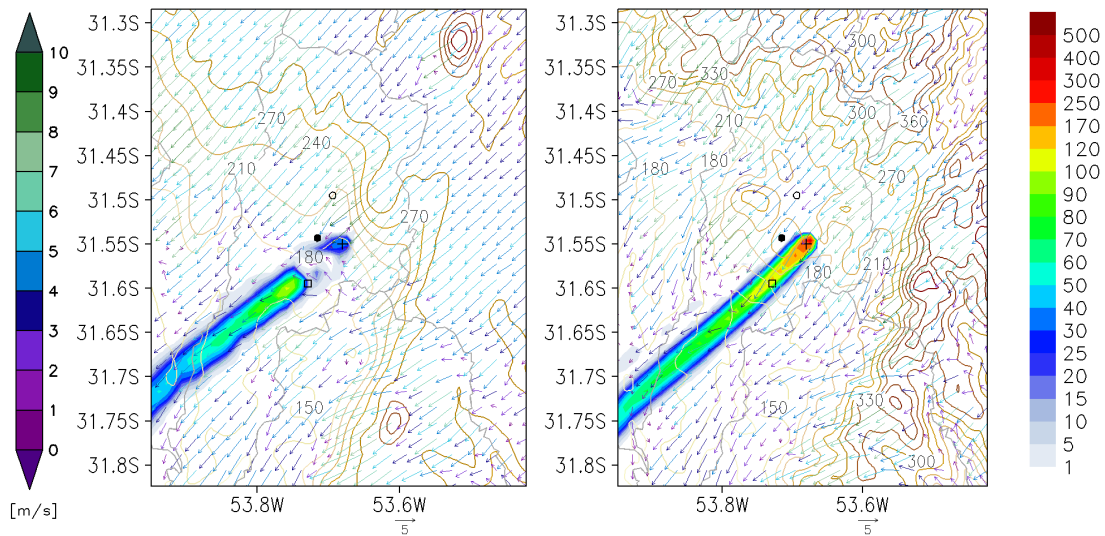 10
9
8
7
6
5
4
3
2
1
0
[m/s]
31.3S
31.35S
31.4S
31.45S
31.5S
31.55S
31.6S
31.65S
31.7S
31.75S
31.8S
270
240
210
270
180
150
53.8W
53.6W
5
31.3S
31.35S
31.4S
31.45S
31.5S
31.55S
31.6S
31.65S
31.7S
31.75S
31.8S
300
330
270
300
360
210
180
180
270
210
180
150
330
300
53.8W
53.6W
5
500
400
300
250
170
120
100
90
80
70
60
50
40
30
25
20
15
10
5
1